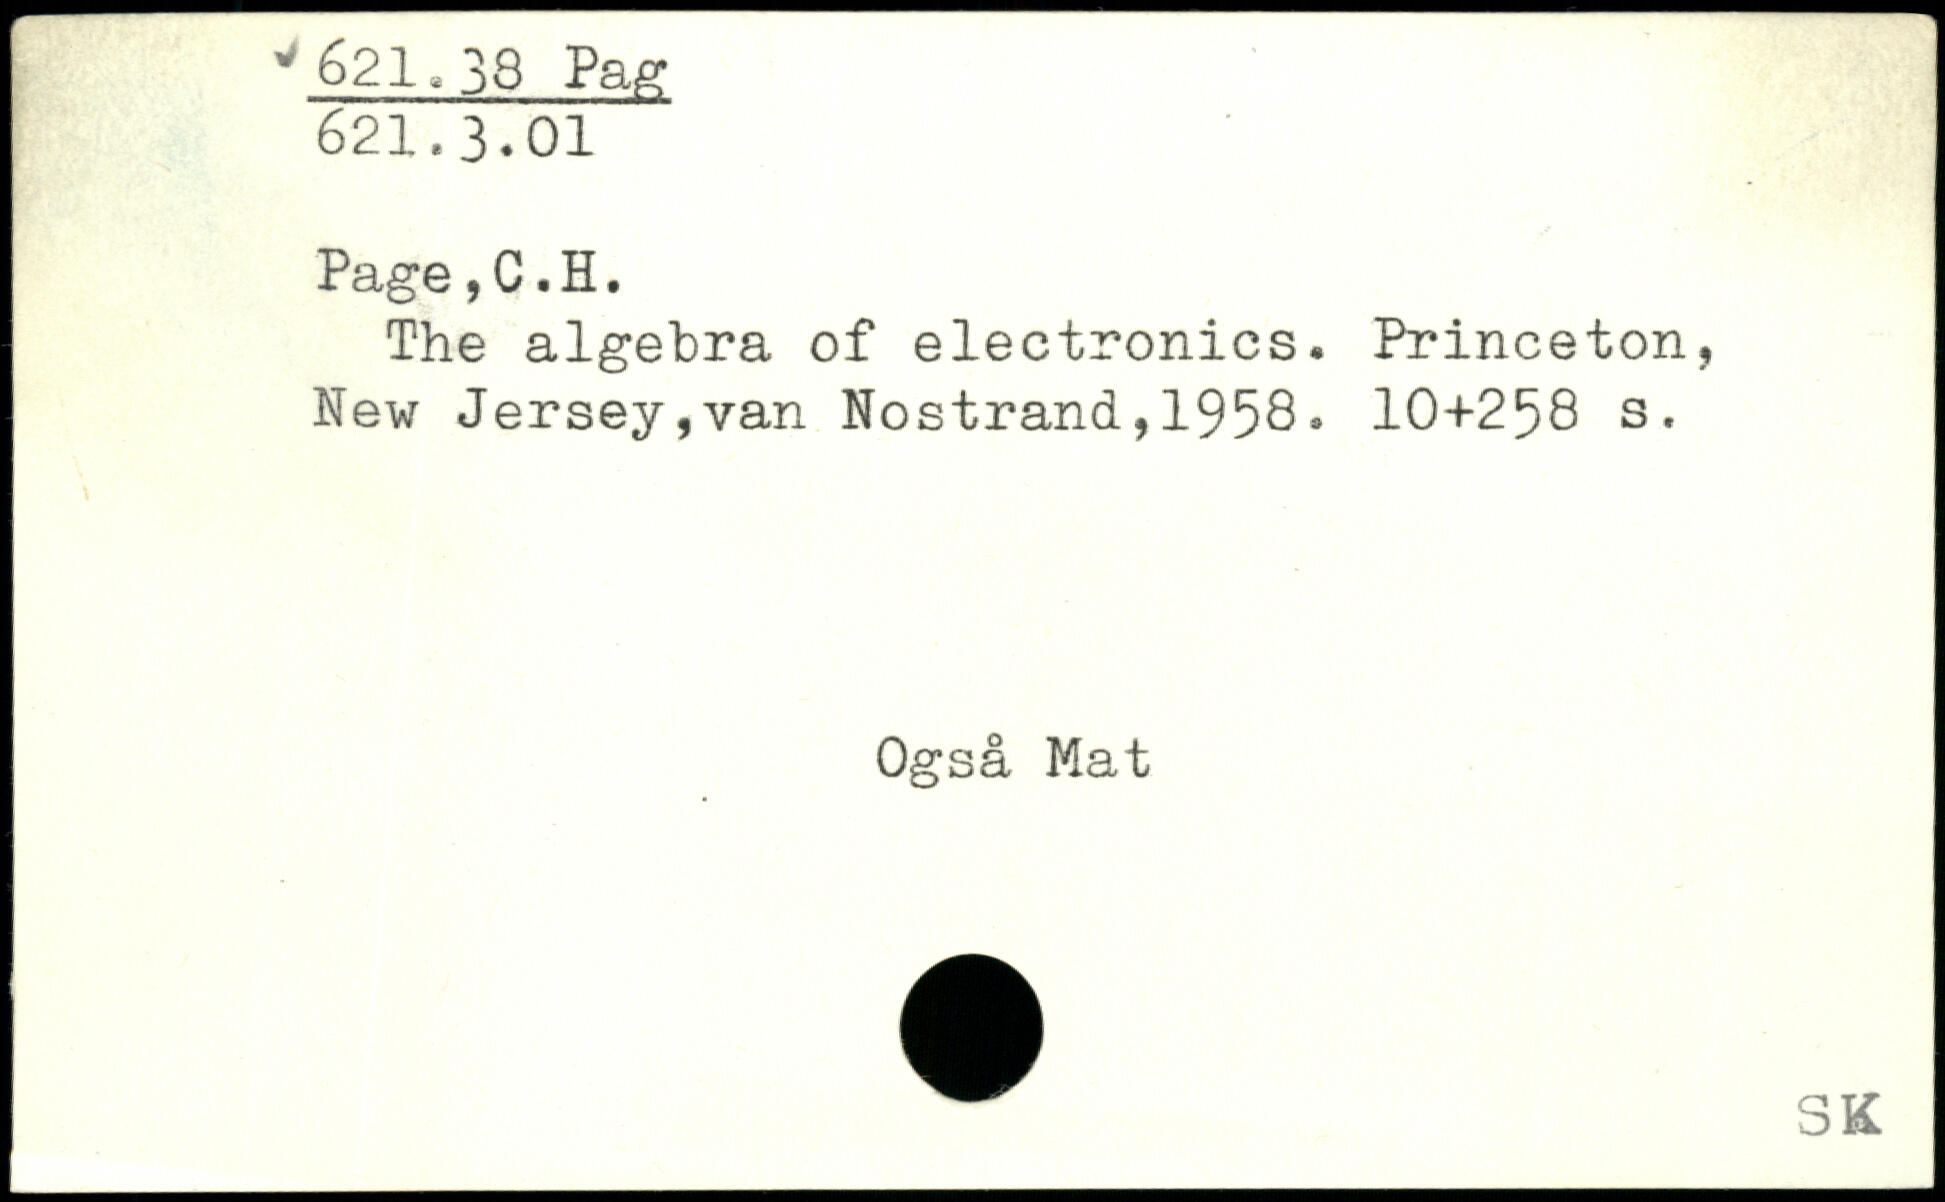 621.38 Pag
621.3.01
Page,C.H.
The algebra of electronics. Princeton,
New Jersey,van Nostrand,1958. 10+258 s.
Også Mat
SK